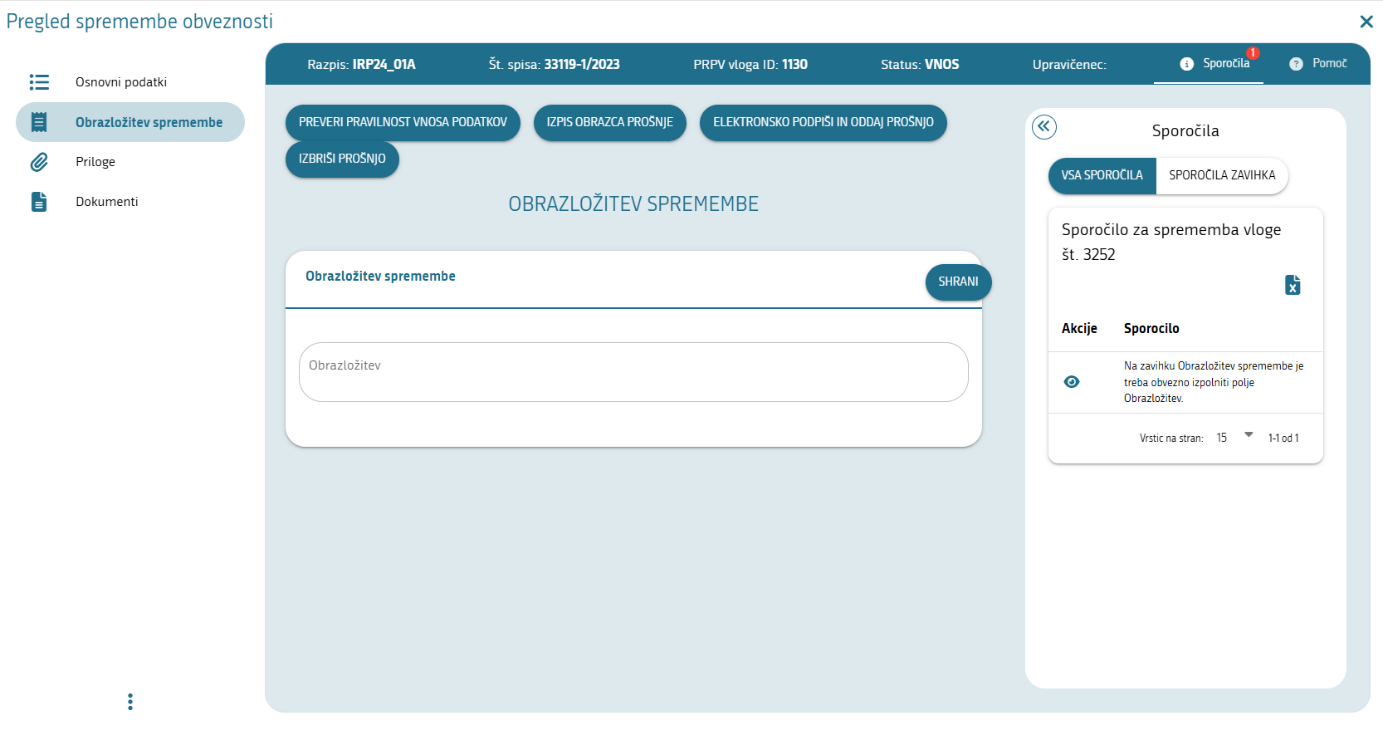 Pregled spremembe obveznosti
Osnovni podatki
Obrazložitev spremembe
Priloge
Dokumenti
Razpis: IRP24_01A
Št. spisa: 33119-1/2023
PRPV vloga ID: 1130
Status: VNOS
Upravičenec:
Sporočila
1
Pomoč
PREVERI PRAVILNOST VNOSA PODATKOV
IZPIS OBRAZCA PROŠNJE
ELEKTRONSKO PODPIŠI IN ODDAJ PROŠNJO
IZBRIŠI PROŠNJO
OBRAZLOŽITEV SPREMEMBE
Obrazložitev spremembe
SHRANI
Obrazložitev
Sporočila
VSA SPOROČILA
SPOROČILA ZAVIHKA
Sporočilo za sprememba vloge
št. 3252
Akcije
Sporocilo
Na zavihku Obrazložitev spremembe je
treba obvezno izpolniti polje
Obrazložitev.
Vrstic na stran: 15
1-1 od 1